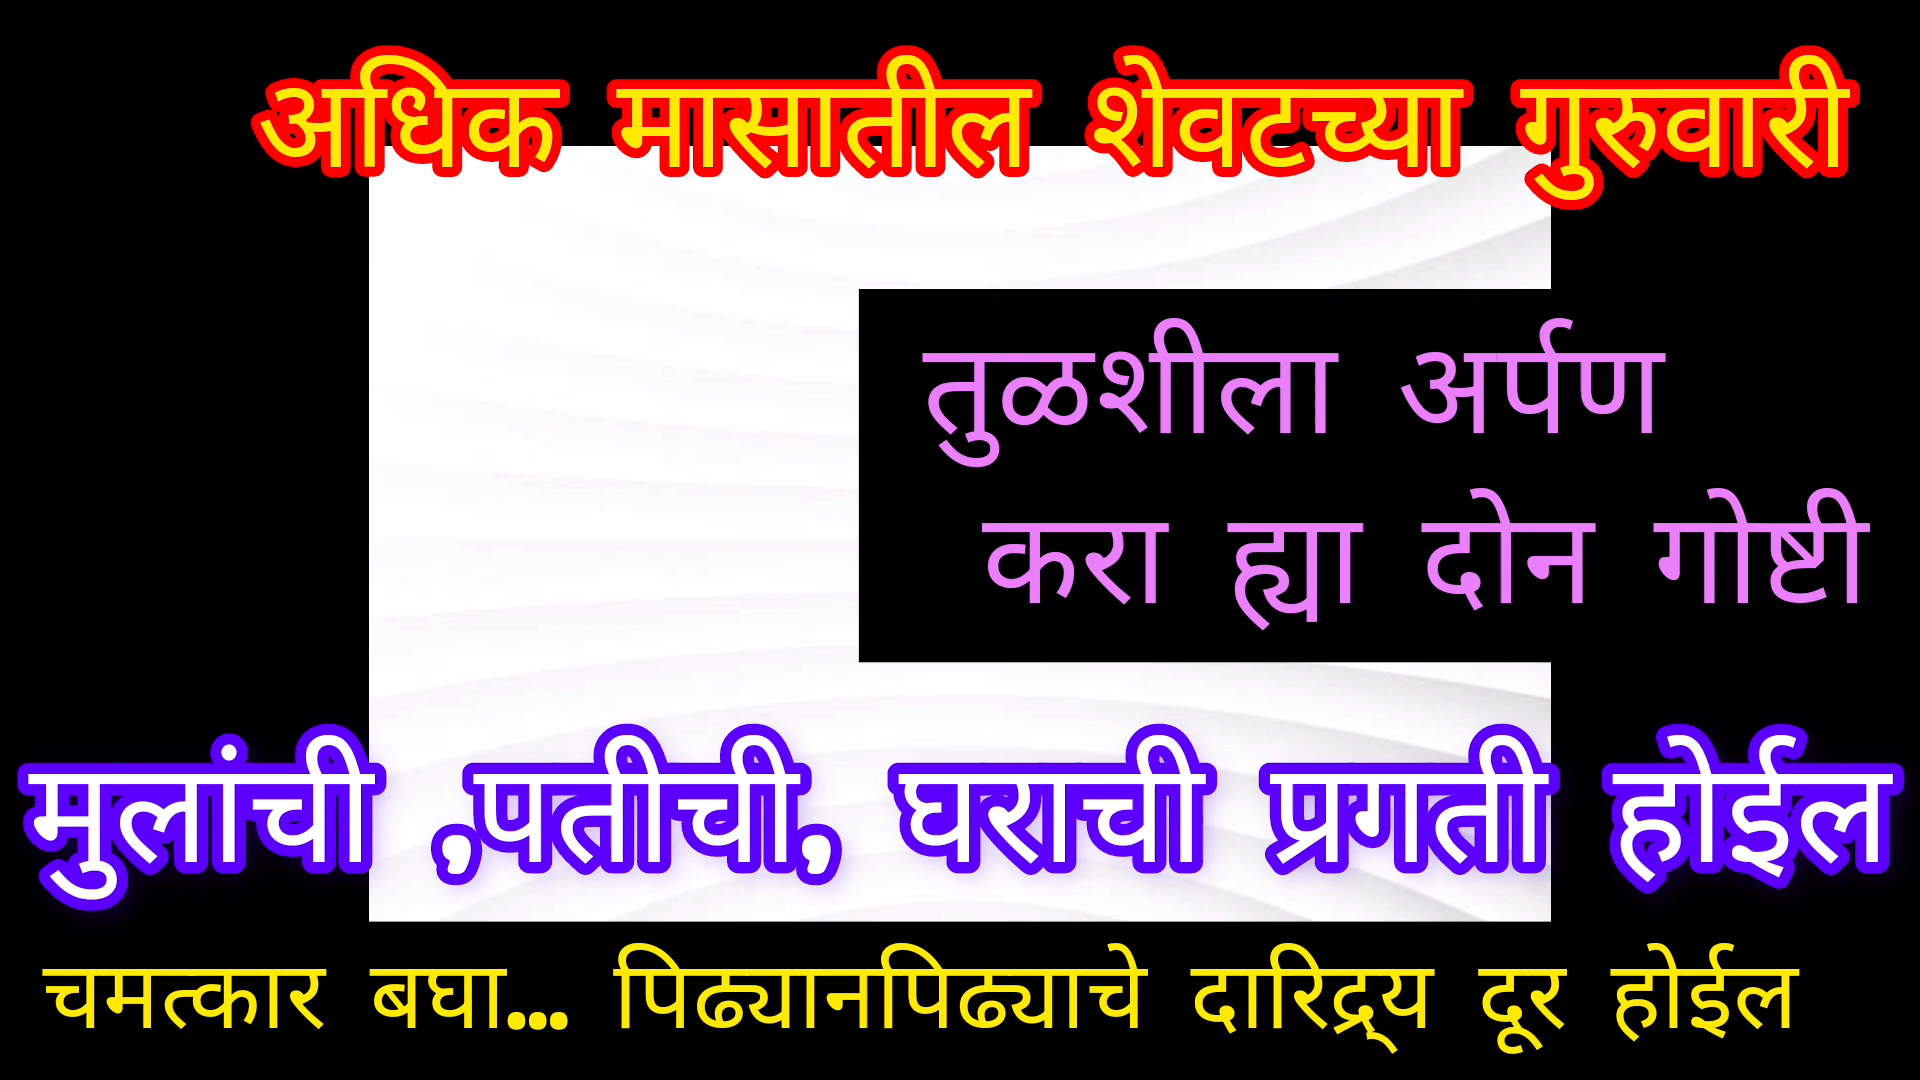 अधिक मासातील शेवटच्या गुरुवारी
तुळशीला अर्पण
करा ह्या दोन गोष्टी
मुलांची ,पतीची, घराची प्रगती होईल
चमत्कार बघा... पिढ्यानपिढ्याचे दारिद्र्य दूर होईल